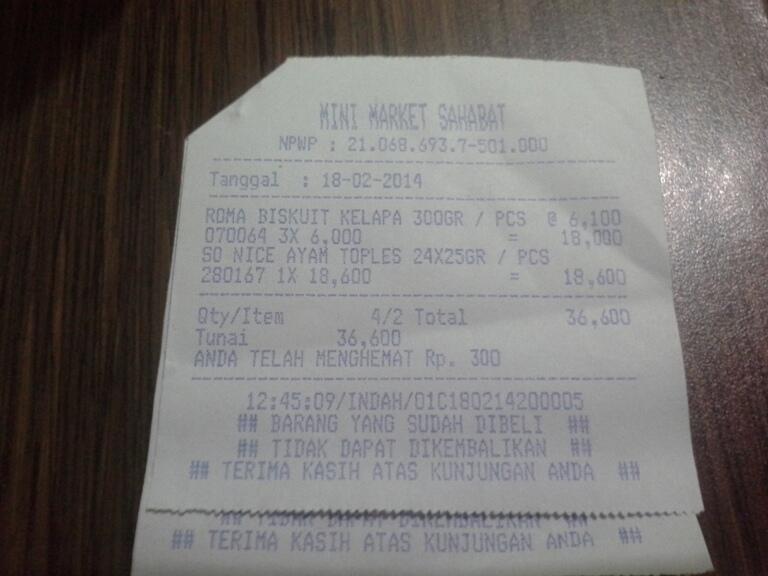 MINI MARKET SAHABAT
NPWP : 21.068.693.7-501.000
Tanggal : 18-02-2014
ROMA BISKUIT KELAPA 300GR / PCS @ 6,100
070064 3X 6,000 = 18,000
SO NICE AYAM TOPLES 24X25GR / PCS
280167 1X 18,600 = 18,600
Qty/Item 4/2 Total 36,600
Tunai 36,600
ANDA TELAH MENGHEMAT Rp. 300
12:45:09/INDAH/01C180214200005
## BARANG YANG SUDAH DIBELI ##
## TIDAK DAPAT DIKEMBALIKAN ##
## TERIMA KASIH ATAS KUNJUNGAN ANDA ##
## TIDAK DAPAT DIKEMBALIKAN ##
## TERIMA KASIH ATAS KUNJUNGAN ANDA ##